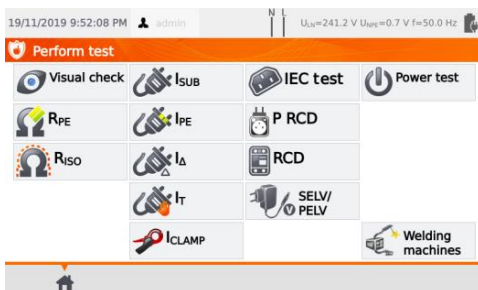 19/11/2019 9:52:08 PM admin N L ULN=241.2 V UNPE=0.7 V f=50.0 Hz
Perform test
Visual check ISUB IEC test Power test
RPE IPE P RCD
RISO IΔ RCD
IT SELV/
PELV
ICLAMP Welding
machines